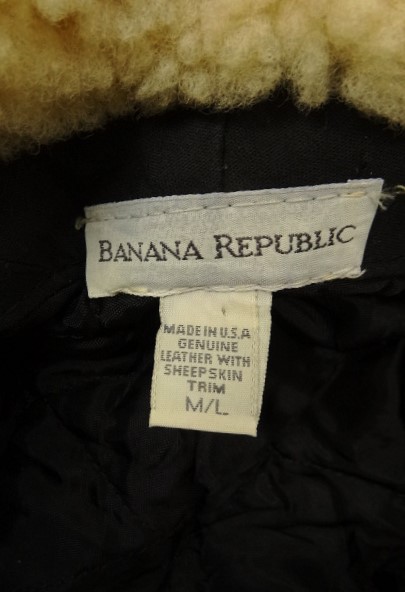 BANANA REPUBLIC
MADE IN U.S.A
GENUINE
LEATHER WITH
SHEEPSKIN
TRIM
M/L